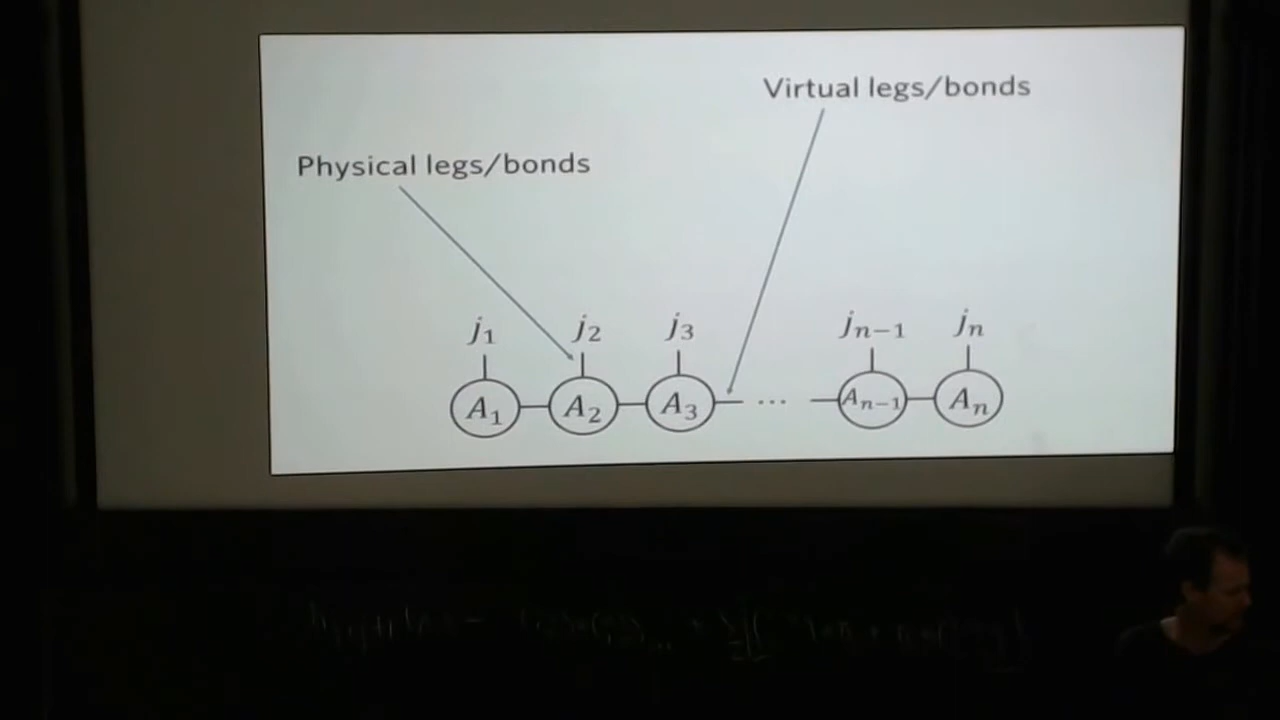 Virtual legs/bonds
Physical legs/bonds
j₁ j₂ j₃ jₙ₋₁ jₙ
A₁ A₂ A₃ ... Aₙ₋₁ Aₙ